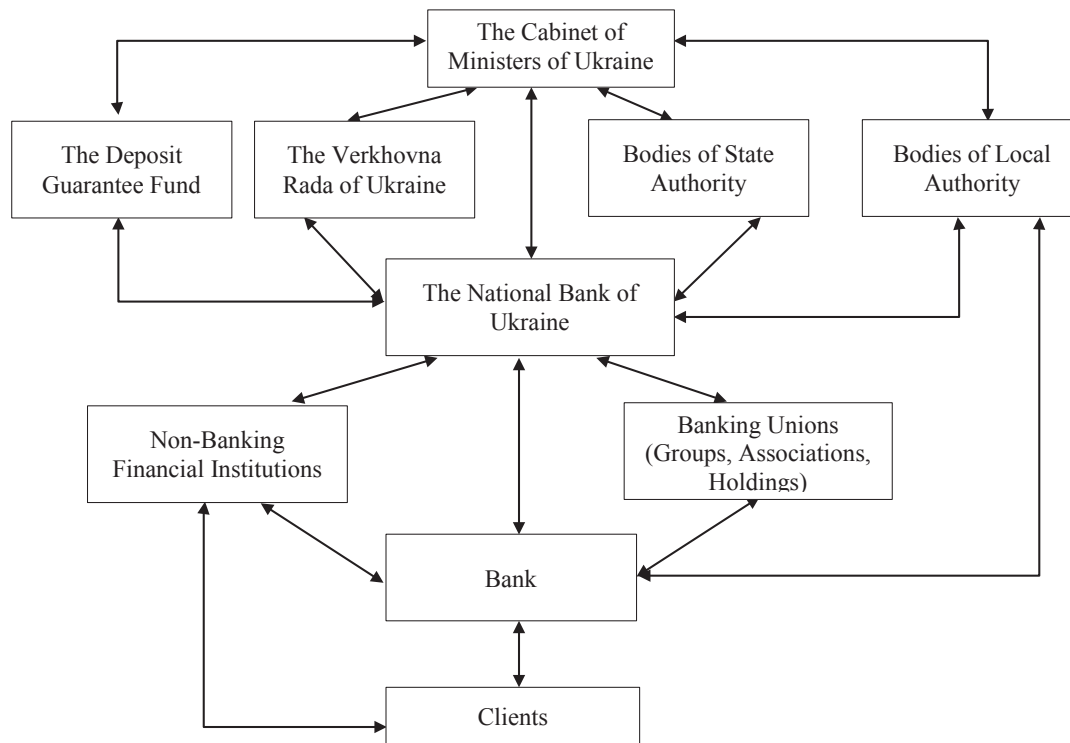 The Cabinet of
Ministers of Ukraine
The Deposit
Guarantee Fund
The Verkhovna
Rada of Ukraine
Bodies of State
Authority
Bodies of Local
Authority
The National Bank of
Ukraine
Non-Banking
Financial Institutions
Banking Unions
(Groups, Associations,
Holdings)
Bank
Clients